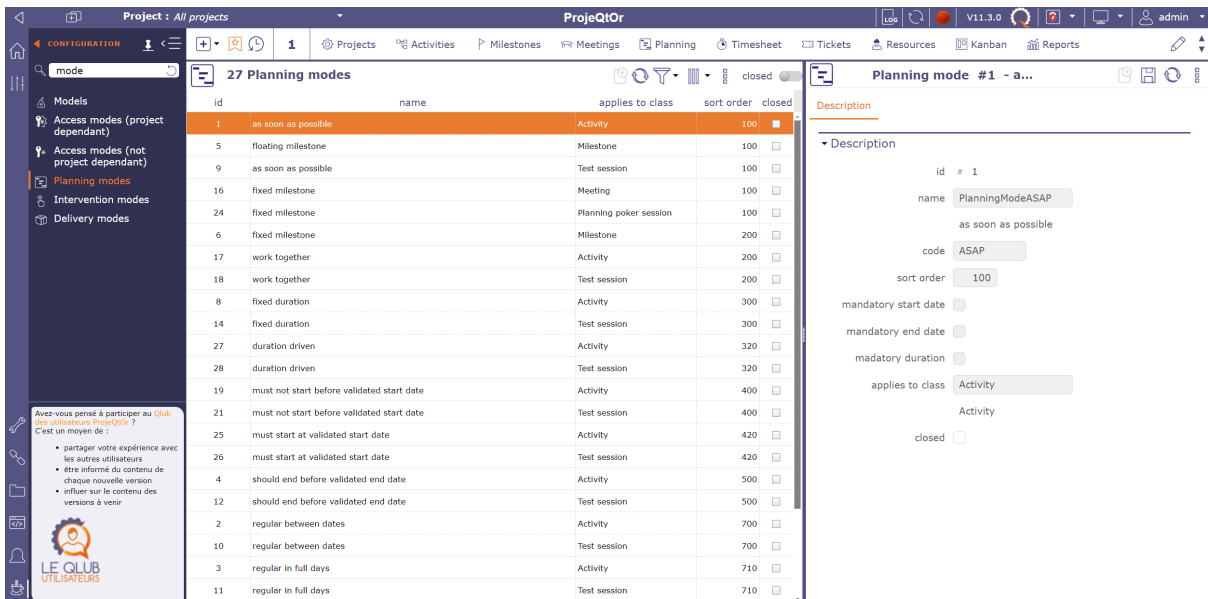 Project : All projects
ProjeQtOr
LOG
V11.3.0
admin
CONFIGURATION
1
Projects
Activities
Milestones
Meetings
Planning
Timesheet
Tickets
Resources
Kanban
Reports
mode
27 Planning modes
closed
Planning mode #1 - a...
Models
Access modes (project
dependant)
Access modes (not
project dependant)
Planning modes
Intervention modes
Delivery modes
id name applies to class sort order closed
1 as soon as possible Activity 100
5 floating milestone Milestone 100
9 as soon as possible Test session 100
16 fixed milestone Meeting 100
24 fixed milestone Planning poker session 100
6 fixed milestone Milestone 200
17 work together Activity 200
18 work together Test session 200
8 fixed duration Activity 300
14 fixed duration Test session 300
27 duration driven Activity 320
28 duration driven Test session 320
19 must not start before validated start date Activity 400
21 must not start before validated start date Test session 400
25 must start at validated start date Activity 420
26 must start at validated start date Test session 420
4 should end before validated end date Activity 500
12 should end before validated end date Test session 500
2 regular between dates Activity 700
10 regular between dates Test session 700
3 regular in full days Activity 710
11 regular in full days Test session 710
Description
Description
id # 1
name PlanningModeASAP
as soon as possible
code ASAP
sort order 100
mandatory start date
mandatory end date
madatory duration
applies to class Activity
Activity
closed
Avez-vous pensé à participer au Qlub
des utilisateurs ProjeQtOr ?
C'est un moyen de :
• partager votre expérience avec
les autres utilisateurs
• être informé du contenu de
chaque nouvelle version
• influer sur le contenu des
versions à venir
LE QLUB
UTILISATEURS